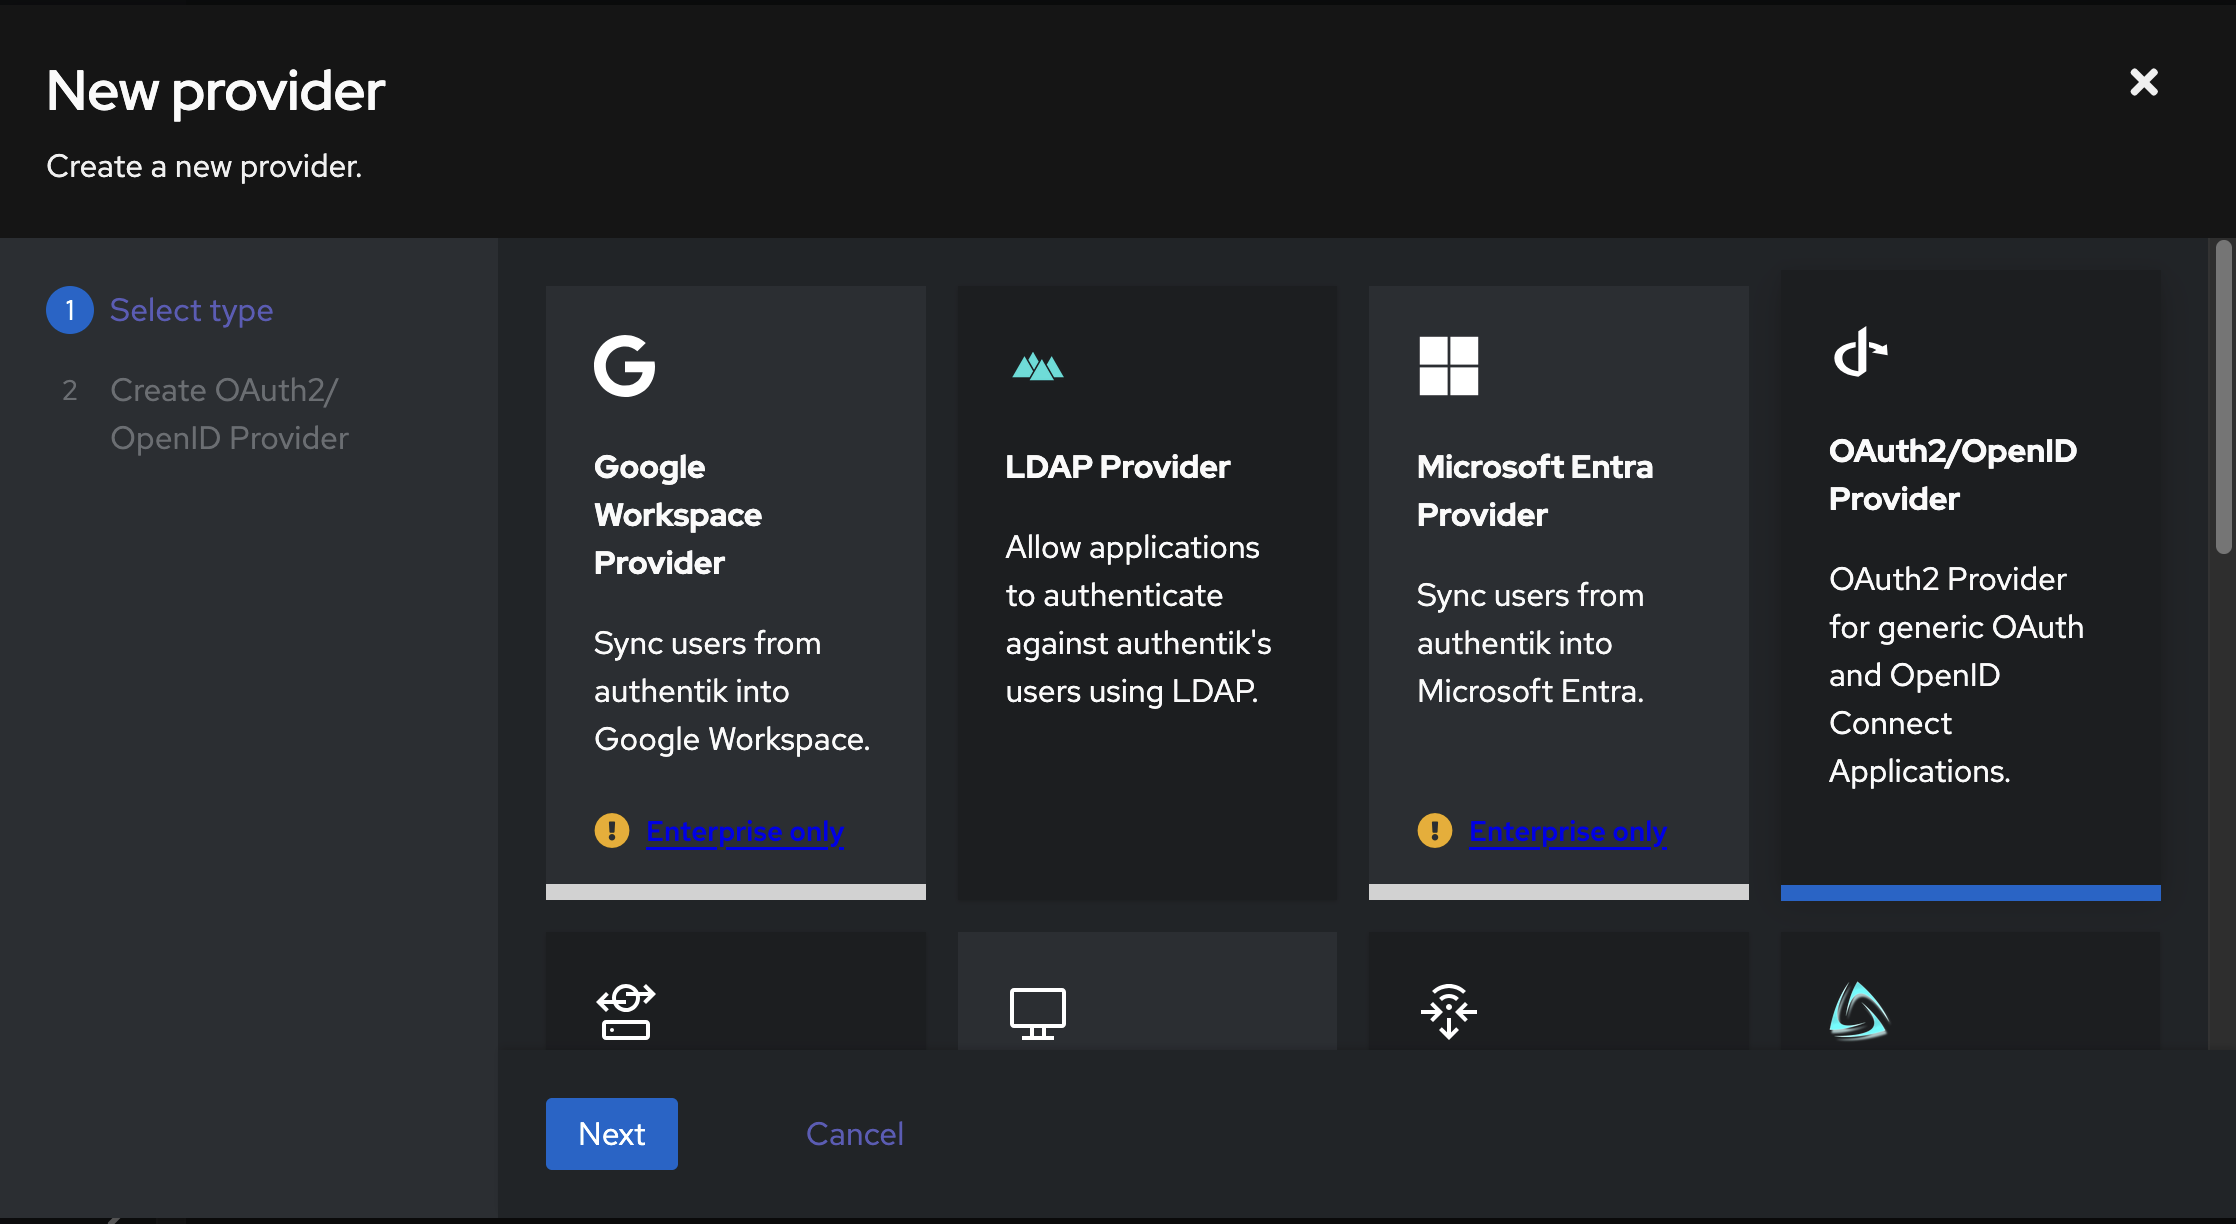 New provider
Create a new provider.
1 Select type
2 Create OAuth2/
OpenID Provider
Google
Workspace
Provider
Sync users from
authentik into
Google Workspace.
Enterprise only
LDAP Provider
Allow applications
to authenticate
against authentik's
users using LDAP.
Microsoft Entra
Provider
Sync users from
authentik into
Microsoft Entra.
Enterprise only
OAuth2/OpenID
Provider
OAuth2 Provider
for generic OAuth
and OpenID
Connect
Applications.
Next
Cancel